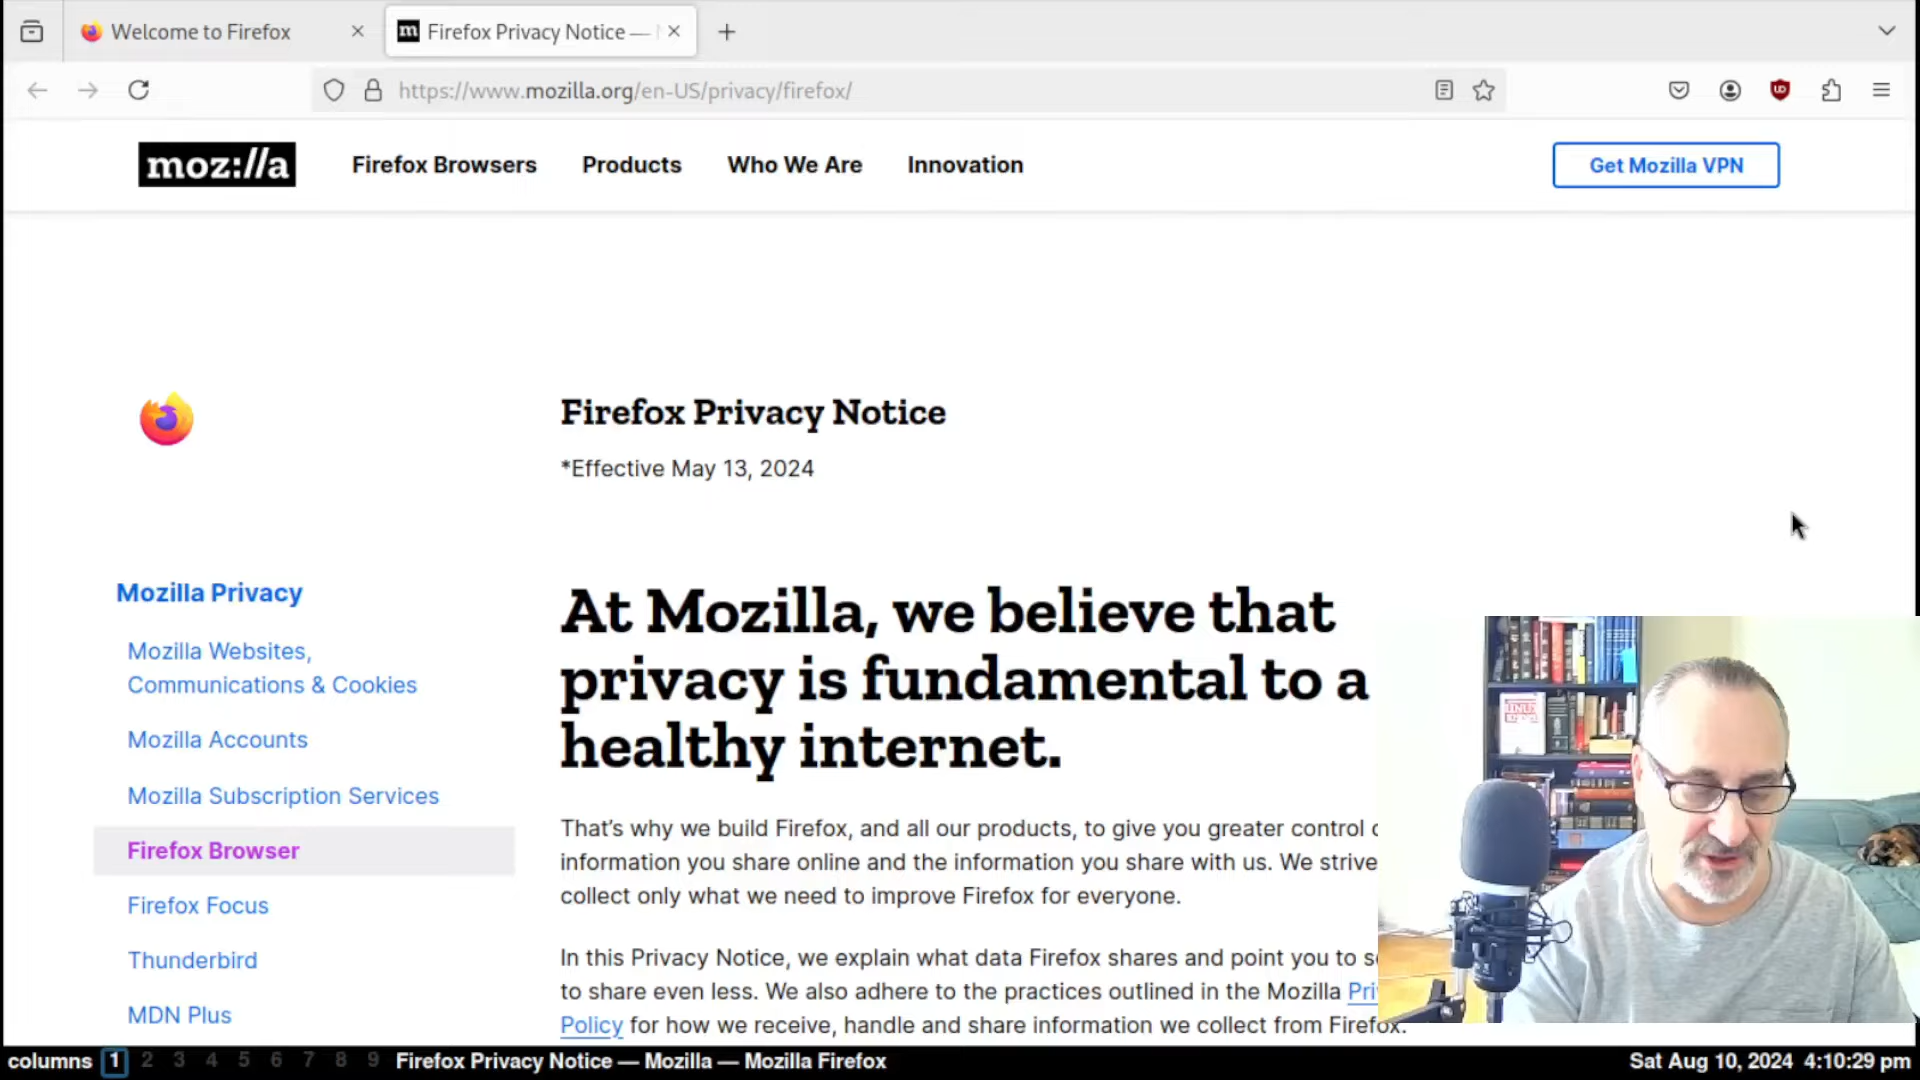 Welcome to Firefox
Firefox Privacy Notice —
https://www.mozilla.org/en-US/privacy/firefox/
moz://a
Firefox Browsers
Products
Who We Are
Innovation
Get Mozilla VPN
Firefox Privacy Notice
*Effective May 13, 2024
Mozilla Privacy
Mozilla Websites,
Communications & Cookies
Mozilla Accounts
Mozilla Subscription Services
Firefox Browser
Firefox Focus
Thunderbird
MDN Plus
At Mozilla, we believe that
privacy is fundamental to a
healthy internet.
That’s why we build Firefox, and all our products, to give you greater control
information you share online and the information you share with us. We strive
collect only what we need to improve Firefox for everyone.
In this Privacy Notice, we explain what data Firefox shares and point you to
to share even less. We also adhere to the practices outlined in the Mozilla Pri
Policy for how we receive, handle and share information we collect from Firefox.
columns 1 2 3 4 5 6 7 8 9 Firefox Privacy Notice — Mozilla — Mozilla Firefox
Sat Aug 10, 2024 4:10:29 pm